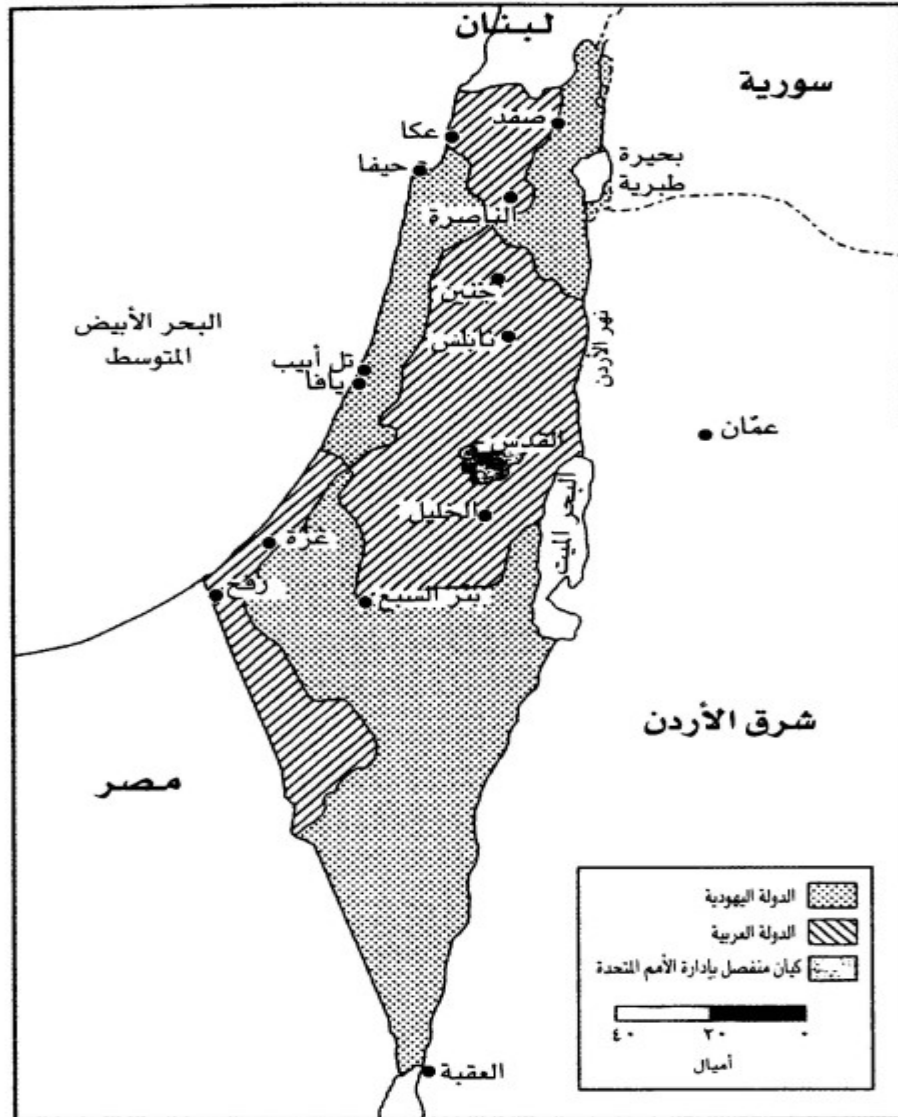 لبنان
سورية
صفد
عكا
حيفا
بحيرة
طبرية
الناصرة
جنين
نابلس
نهر الأردن
البحر الأبيض
المتوسط
تل أبيب
يافا
القدس
عمّان
البحر الميت
الخليل
غزة
رفح
بئر السبع
شرق الأردن
مصر
الدولة اليهودية
الدولة العربية
كيان منفصل بإدارة الأمم المتحدة
٤٠ ٢٠ ٠
أميال
العقبة